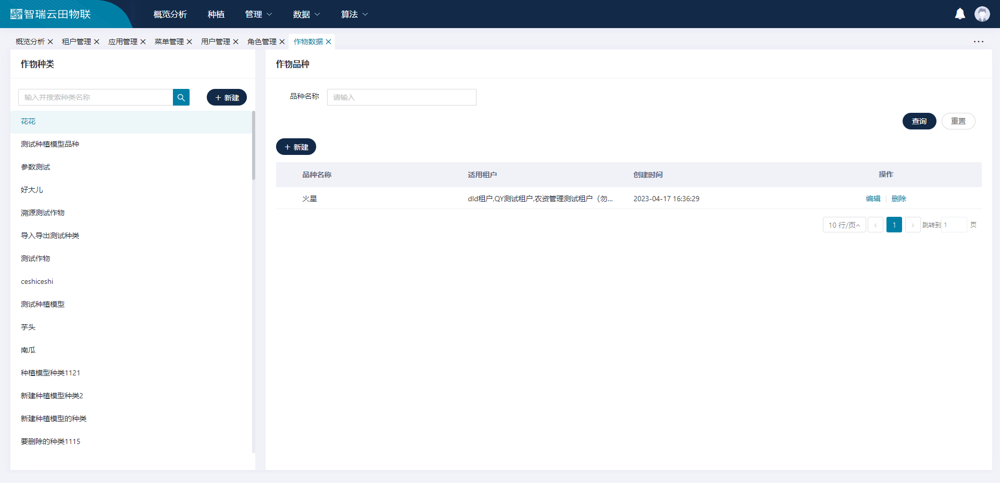 智瑞云田物联
概览分析 种植 管理 数据 算法
概览分析 租户管理 应用管理 菜单管理 用户管理 角色管理 作物数据
作物种类
输入并搜索种类名称 新建
花花
测试种植模型品种
参数测试
好大儿
溯源测试作物
导入导出测试种类
测试作物
ceshiceshi
测试种植模型
芋头
南瓜
种植模型种类1121
新建种植模型种类2
新建种植模型的种类
要删除的种类1115
作物品种
品种名称 请输入
查询 重置
新建
品种名称 适用租户 创建时间 操作
火星 dld租户,QY测试租户,农资管理测试租户（勿... 2023-04-17 16:36:29 编辑 删除
10 行/页 1 跳转到 1 页